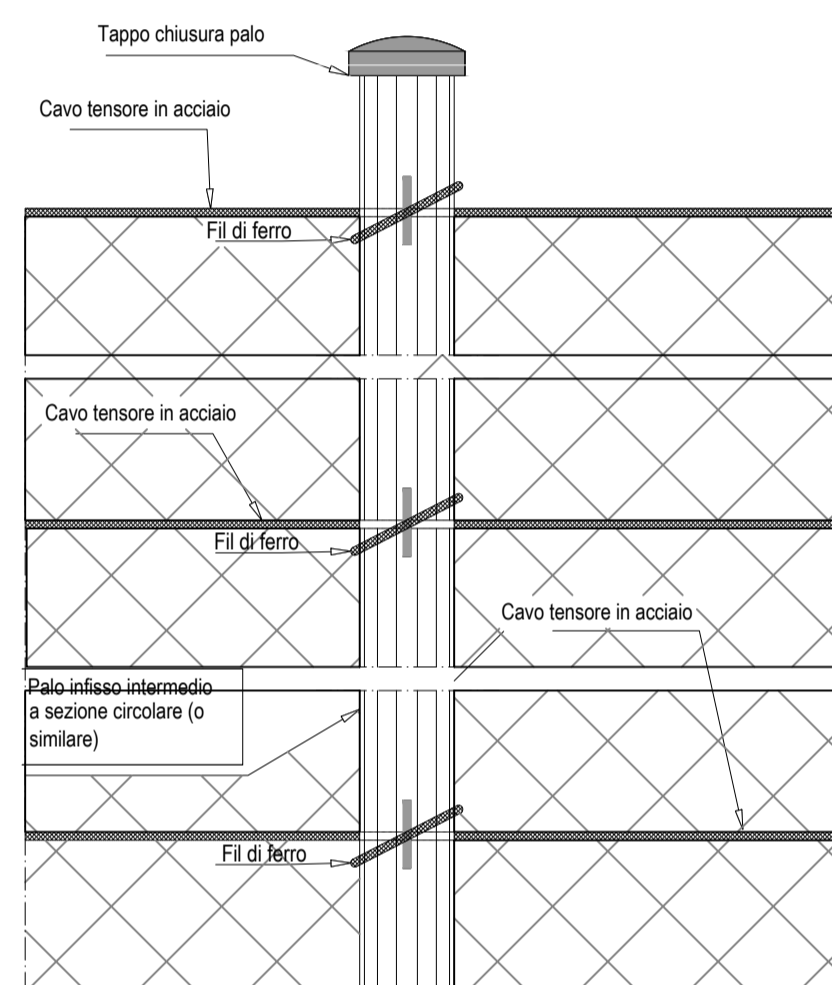 Tappo chiusura palo
Cavo tensore in acciaio
Fil di ferro
Cavo tensore in acciaio
Fil di ferro
Cavo tensore in acciaio
Palo infisso intermedio
a sezione circolare (o
similare)
Fil di ferro